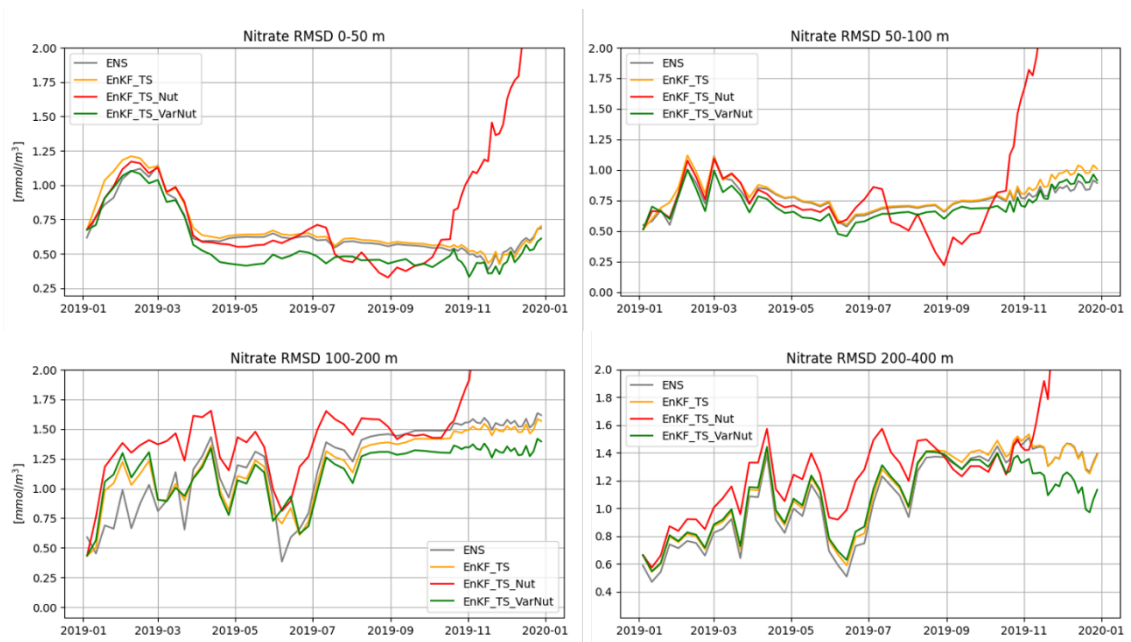 Nitrate RMSD 0-50 m
2.00
1.75
1.50
1.25
1.00
0.75
0.50
0.25
[mmol/m³]
ENS
EnKF_TS
EnKF_TS_Nut
EnKF_TS_VarNut
2019-01 2019-03 2019-05 2019-07 2019-09 2019-11 2020-01
Nitrate RMSD 50-100 m
2.00
1.75
1.50
1.25
1.00
0.75
0.50
0.25
0.00
ENS
EnKF_TS
EnKF_TS_Nut
EnKF_TS_VarNut
2019-01 2019-03 2019-05 2019-07 2019-09 2019-11 2020-01
Nitrate RMSD 100-200 m
2.00
1.75
1.50
1.25
1.00
0.75
0.50
0.25
0.00
[mmol/m³]
ENS
EnKF_TS
EnKF_TS_Nut
EnKF_TS_VarNut
2019-01 2019-03 2019-05 2019-07 2019-09 2019-11 2020-01
Nitrate RMSD 200-400 m
2.0
1.8
1.6
1.4
1.2
1.0
0.8
0.6
0.4
ENS
EnKF_TS
EnKF_TS_Nut
EnKF_TS_VarNut
2019-01 2019-03 2019-05 2019-07 2019-09 2019-11 2020-01